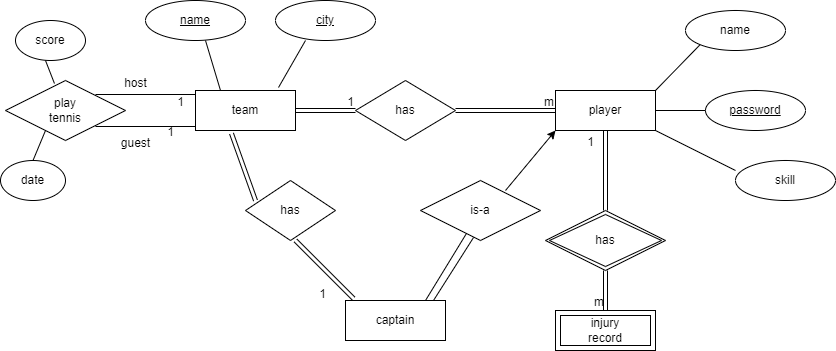 name
city
name
score
host
play
tennis
1
team
1
has
m
player
password
guest
1
1
date
has
is-a
skill
has
1
captain
m
injury
record